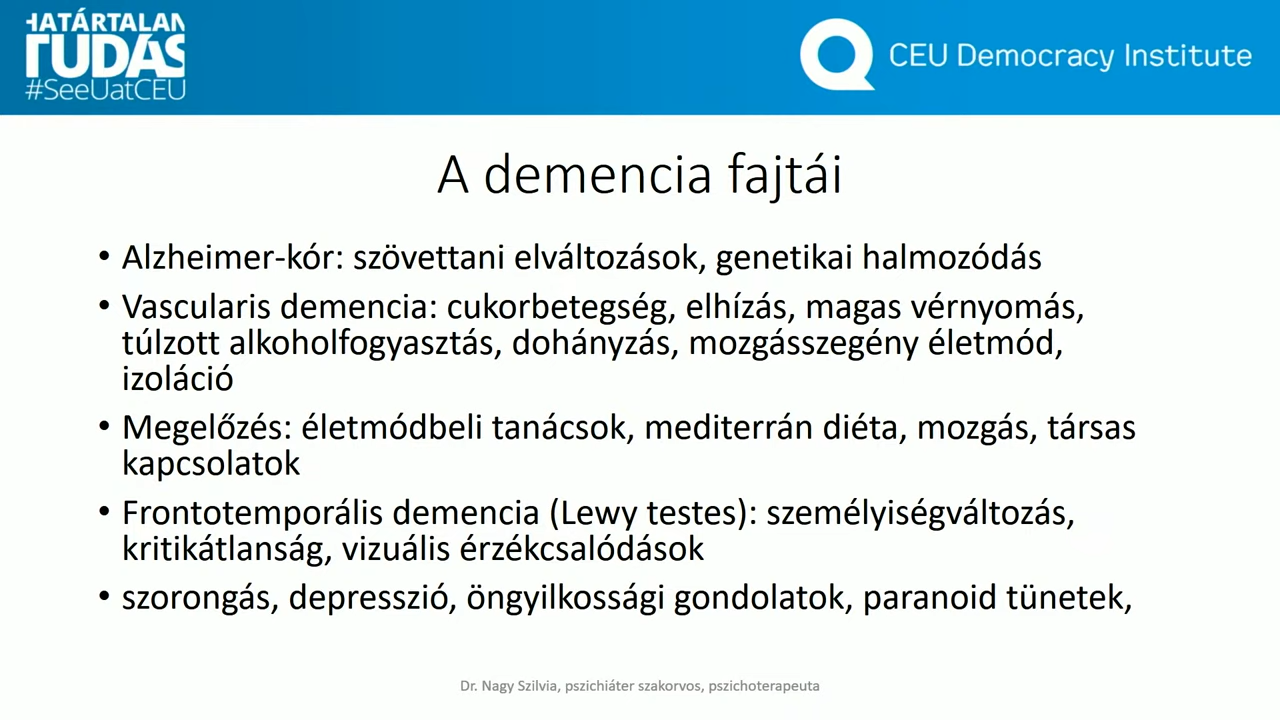 HATÁRTALAN
TUDÁS
#SeeUatCEU
CEU Democracy Institute
A demencia fajtái
• Alzheimer-kór: szövettani elváltozások, genetikai halmozódás
• Vascularis demencia: cukorbetegség, elhízás, magas vérnyomás,
túlzott alkoholfogyasztás, dohányzás, mozgásszegény életmód,
izoláció
• Megelőzés: életmódbeli tanácsok, mediterrán diéta, mozgás, társas
kapcsolatok
• Frontotemporális demencia (Lewy testes): személyiségváltozás,
kritikátlanság, vizuális érzékcsalódások
• szorongás, depresszió, öngyilkossági gondolatok, paranoid tünetek,
Dr. Nagy Szilvia, pszichiáter szakorvos, pszichoterapeuta